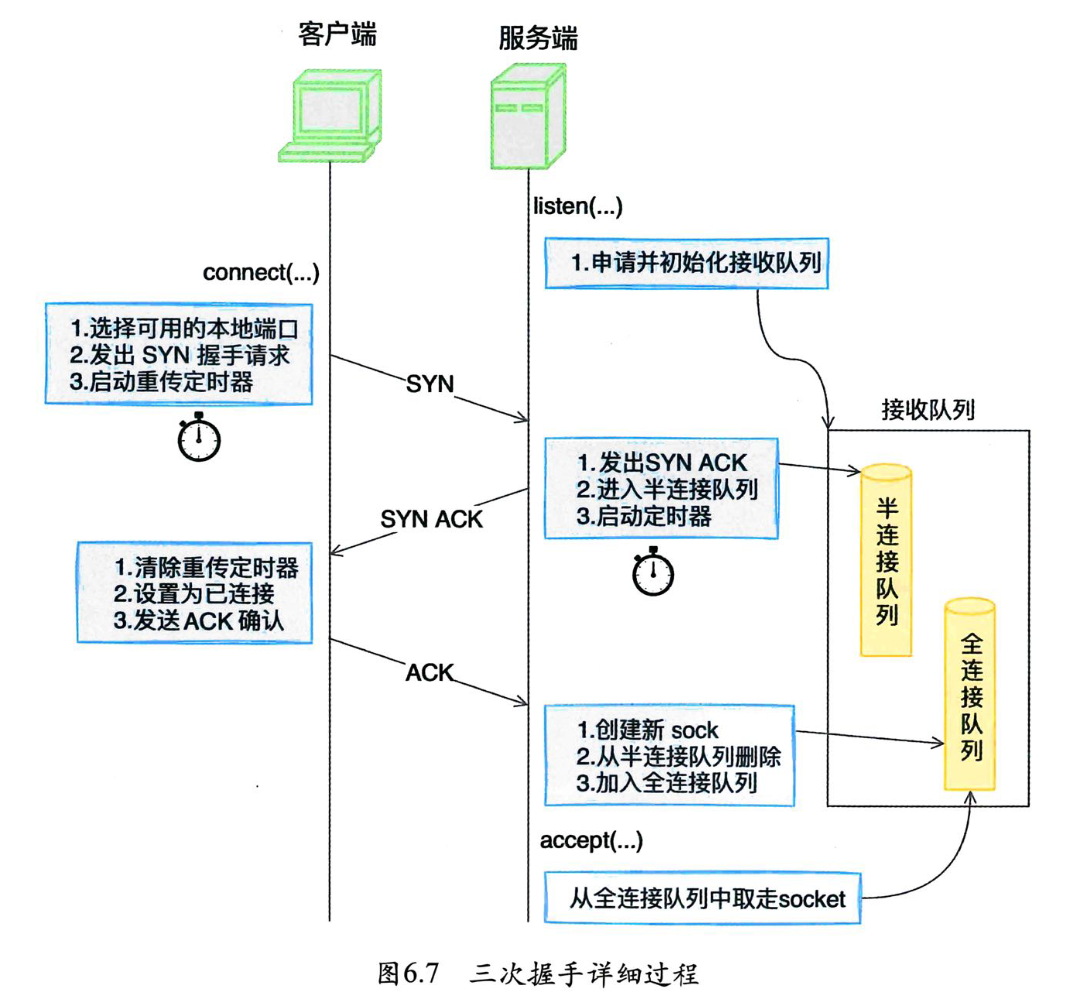 客户端
服务端
listen(...)
1.申请并初始化接收队列
connect(...)
1.选择可用的本地端口
2.发出 SYN 握手请求
3.启动重传定时器
SYN
接收队列
1.发出SYN ACK
2.进入半连接队列
3.启动定时器
半连接队列
SYN ACK
1.清除重传定时器
2.设置为已连接
3.发送ACK 确认
全连接队列
ACK
1.创建新 sock
2.从半连接队列删除
3.加入全连接队列
accept(...)
从全连接队列中取走socket
图6.7 三次握手详细过程